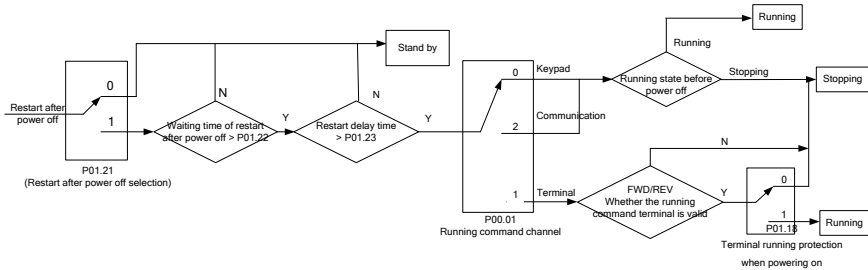 Running
Stand by
Running
0
N
N
0
Keypad
Running state before
power off
Stopping
Stopping
Restart after
power off
1
Waiting time of restart
after power off > P01.22
Y
Restart delay time
> P01.23
Y
2
Communication
N
P01.21
(Restart after power off selection)
1
Terminal
FWD/REV
Whether the running
command terminal is valid
Y
0
1
Running
P00.01
Running command channel
P01.18
Terminal running protection
when powering on